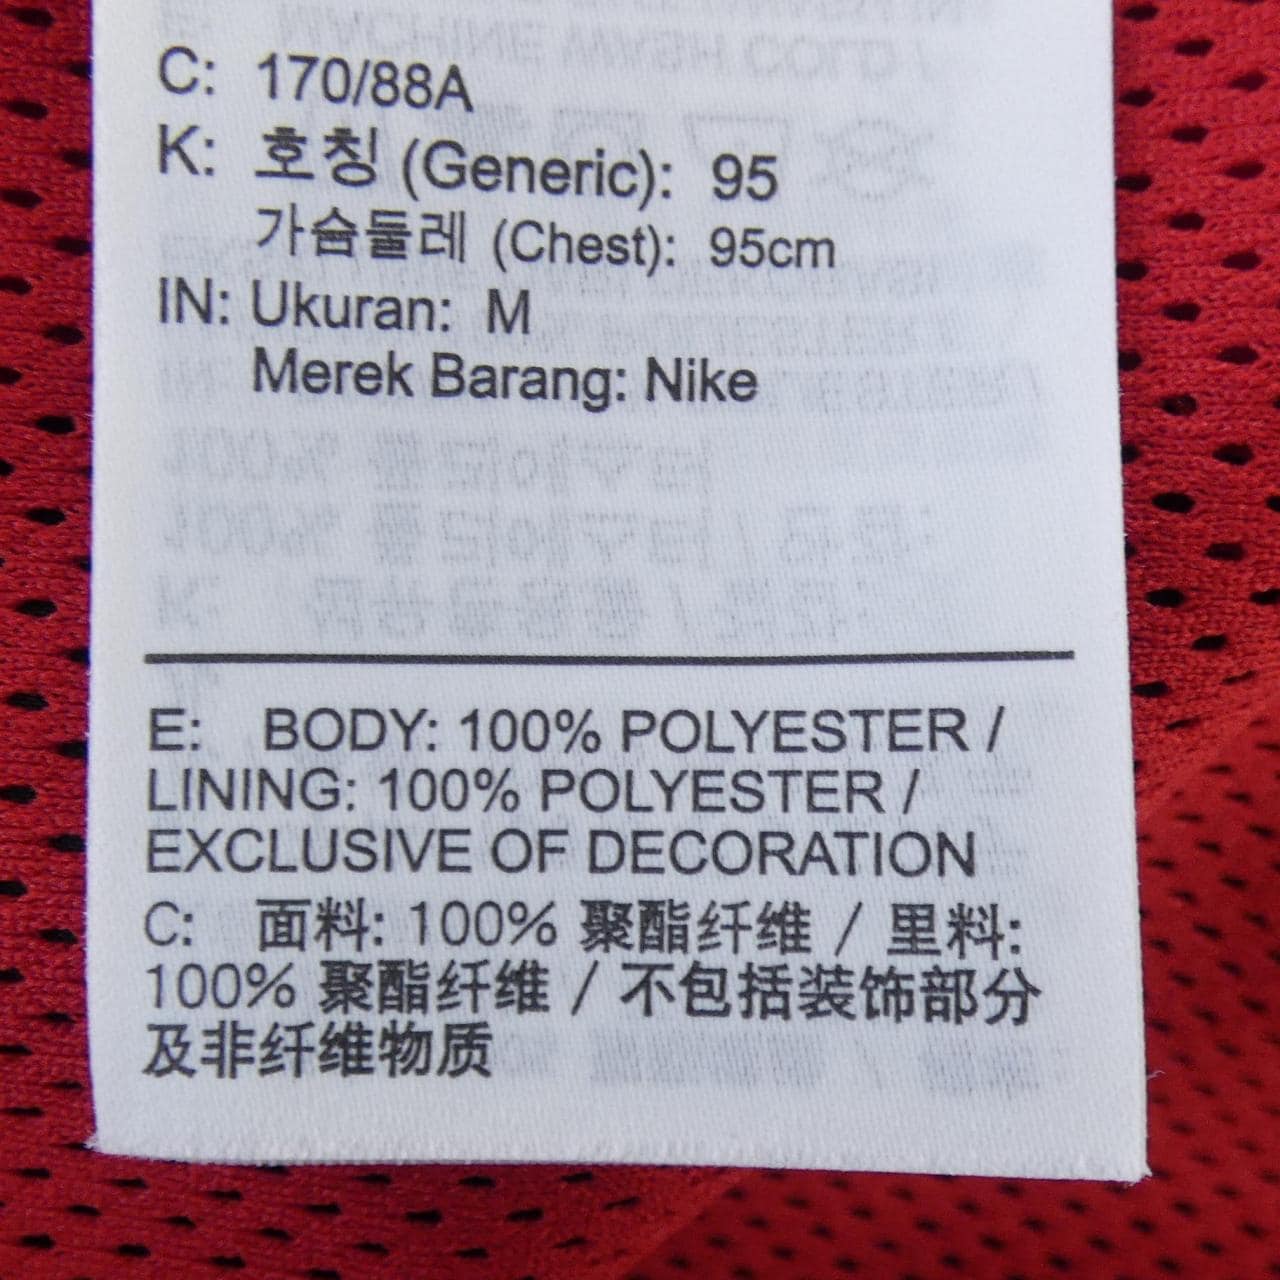 C: 170/88A
K: 호칭 (Generic): 95
가슴둘레 (Chest): 95cm
IN: Ukuran: M
Merek Barang: Nike
E: BODY: 100% POLYESTER /
LINING: 100% POLYESTER /
EXCLUSIVE OF DECORATION
C: 面料: 100% 聚酯纤维 / 里料:
100% 聚酯纤维 / 不包括装饰部分
及非纤维物质